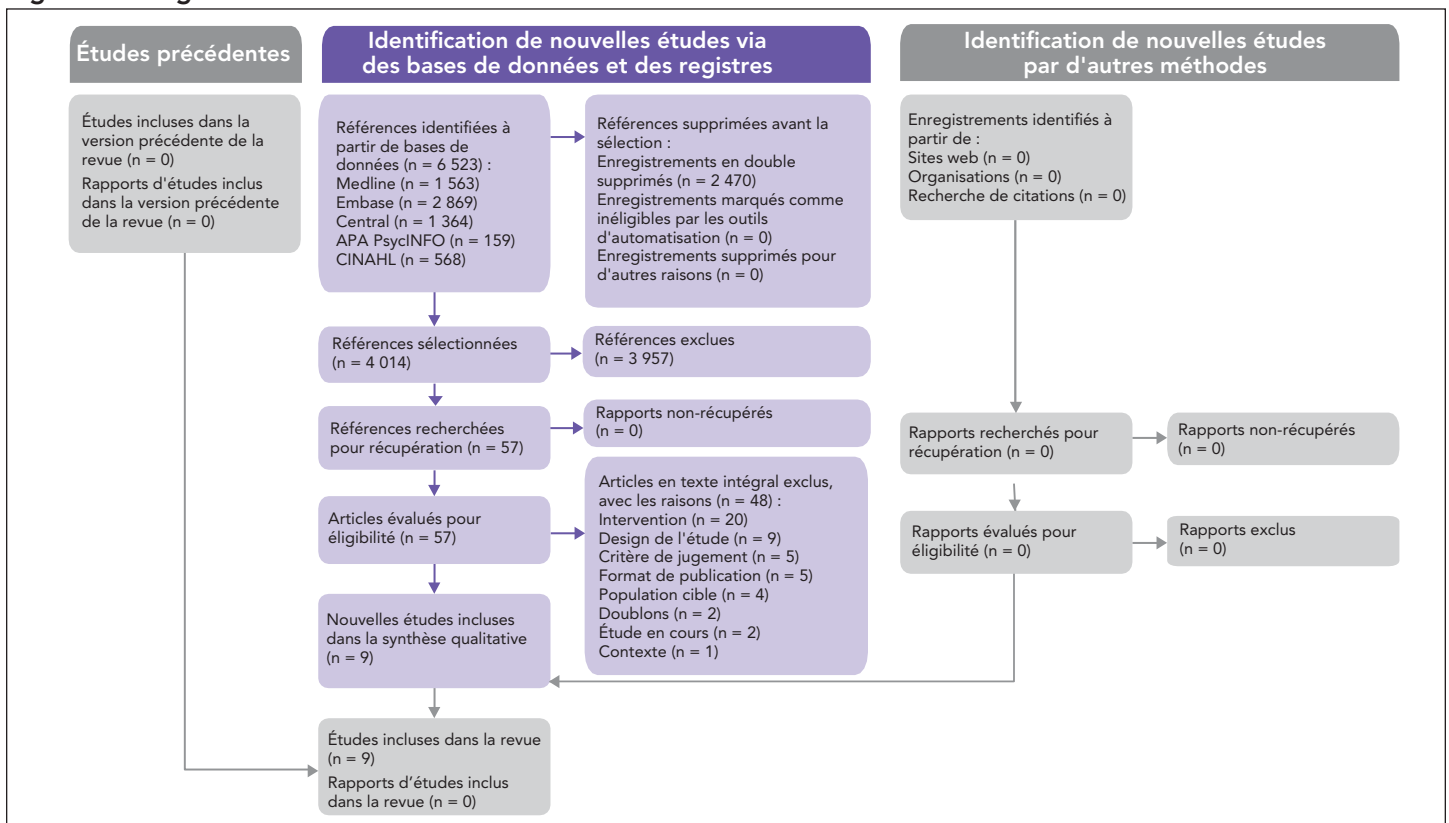 Études précédentes
Études incluses dans la
version précédente de la
revue (n = 0)
Rapports d'études inclus
dans la version précédente
de la revue (n = 0)
Identification de nouvelles études via
des bases de données et des registres
Références identifiées à
partir de bases de
données (n = 6 523) :
Medline (n = 1 563)
Embase (n = 2 869)
Central (n = 1 364)
APA PsycINFO (n = 159)
CINAHL (n = 568)
Références supprimées avant la
sélection :
Enregistrements en double
supprimés (n = 2 470)
Enregistrements marqués comme
inéligibles par les outils
d'automatisation (n = 0)
Enregistrements supprimés pour
d'autres raisons (n = 0)
Références sélectionnées
(n = 4 014)
Références exclues
(n = 3 957)
Références recherchées
pour récupération (n = 57)
Rapports non-récupérés
(n = 0)
Articles évalués pour
éligibilité (n = 57)
Articles en texte intégral exclus,
avec les raisons (n = 48) :
Intervention (n = 20)
Design de l'étude (n = 9)
Critère de jugement (n = 5)
Format de publication (n = 5)
Population cible (n = 4)
Doublons (n = 2)
Étude en cours (n = 2)
Contexte (n = 1)
Nouvelles études incluses
dans la synthèse qualitative
(n = 9)
Études incluses dans la revue
(n = 9)
Rapports d’études inclus
dans la revue (n = 0)
Identification de nouvelles études
par d'autres méthodes
Enregistrements identifiés à
partir de :
Sites web (n = 0)
Organisations (n = 0)
Recherche de citations (n = 0)
Rapports recherchés pour
récupération (n = 0)
Rapports non-récupérés
(n = 0)
Rapports évalués pour
éligibilité (n = 0)
Rapports exclus
(n = 0)